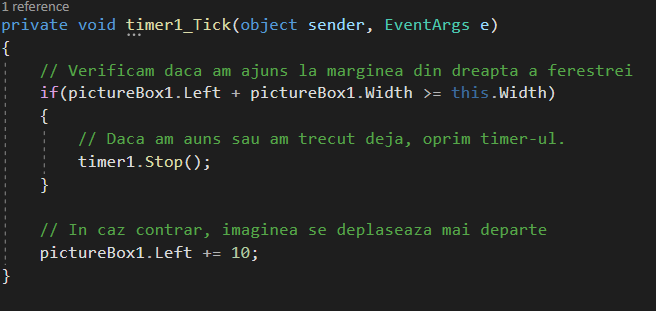 1 reference
private void timer1_Tick(object sender, EventArgs e)
{
// Verificam daca am ajuns la marginea din dreapta a ferestrei
if(pictureBox1.Left + pictureBox1.Width >= this.Width)
{
// Daca am auns sau am trecut deja, oprim timer-ul.
timer1.Stop();
}
// In caz contrar, imaginea se deplaseaza mai departe
pictureBox1.Left += 10;
}